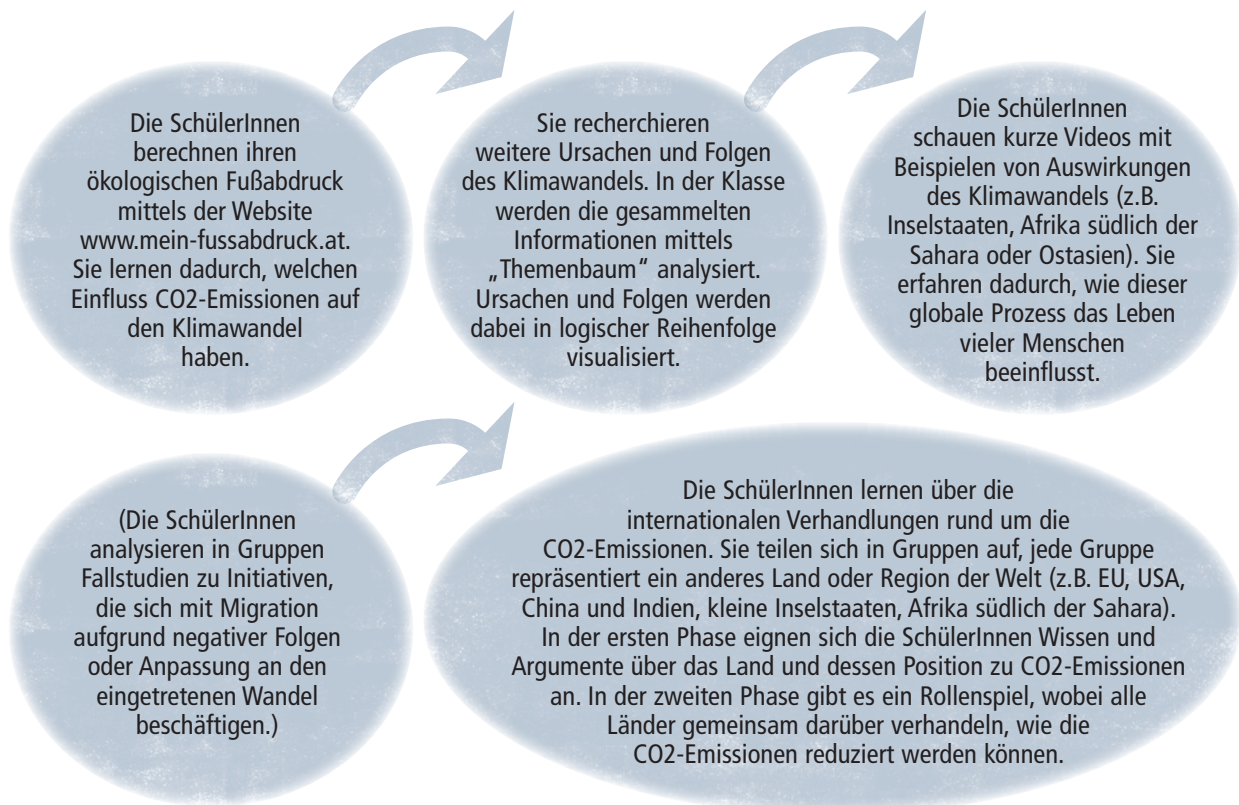 Die SchülerInnen
berechnen ihren
ökologischen Fußabdruck
mittels der Website
www.mein-fussabdruck.at.
Sie lernen dadurch, welchen
Einfluss CO2-Emissionen auf
den Klimawandel
haben.
Sie recherchieren
weitere Ursachen und Folgen
des Klimawandels. In der Klasse
werden die gesammelten
Informationen mittels
„Themenbaum" analysiert.
Ursachen und Folgen werden
dabei in logischer Reihenfolge
visualisiert.
Die SchülerInnen
schauen kurze Videos mit
Beispielen von Auswirkungen
des Klimawandels (z.B.
Inselstaaten, Afrika südlich der
Sahara oder Ostasien). Sie
erfahren dadurch, wie dieser
globale Prozess das Leben
vieler Menschen
beeinflusst.
(Die SchülerInnen
analysieren in Gruppen
Fallstudien zu Initiativen,
die sich mit Migration
aufgrund negativer Folgen
oder Anpassung an den
eingetretenen Wandel
beschäftigen.)
Die SchülerInnen lernen über die
internationalen Verhandlungen rund um die
CO2-Emissionen. Sie teilen sich in Gruppen auf, jede Gruppe
repräsentiert ein anderes Land oder Region der Welt (z.B. EU, USA,
China und Indien, kleine Inselstaaten, Afrika südlich der Sahara).
In der ersten Phase eignen sich die SchülerInnen Wissen und
Argumente über das Land und dessen Position zu CO2-Emissionen
an. In der zweiten Phase gibt es ein Rollenspiel, wobei alle
Länder gemeinsam darüber verhandeln, wie die
CO2-Emissionen reduziert werden können.